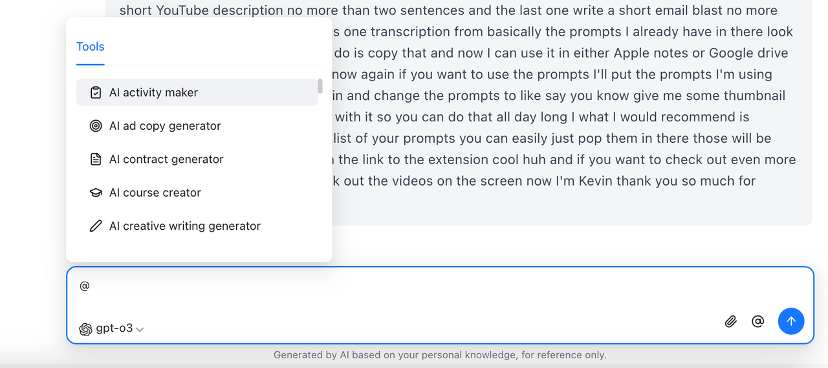 short YouTube description no more than two sentences and the last one write a short email blast no more
s one transcription from basically the prompts I already have in there look
do is copy that and now I can use it in either Apple notes or Google drive
now again if you want to use the prompts I'll put the prompts I'm using
in and change the prompts to like say you know give me some thumbnail
with it so you can do that all day long I what I would recommend is
list of your prompts you can easily just pop them in there those will be
the link to the extension cool huh and if you want to check out even more
k out the videos on the screen now I'm Kevin thank you so much for
Tools
AI activity maker
AI ad copy generator
AI contract generator
AI course creator
AI creative writing generator
@
gpt-o3
Generated by AI based on your personal knowledge, for reference only.